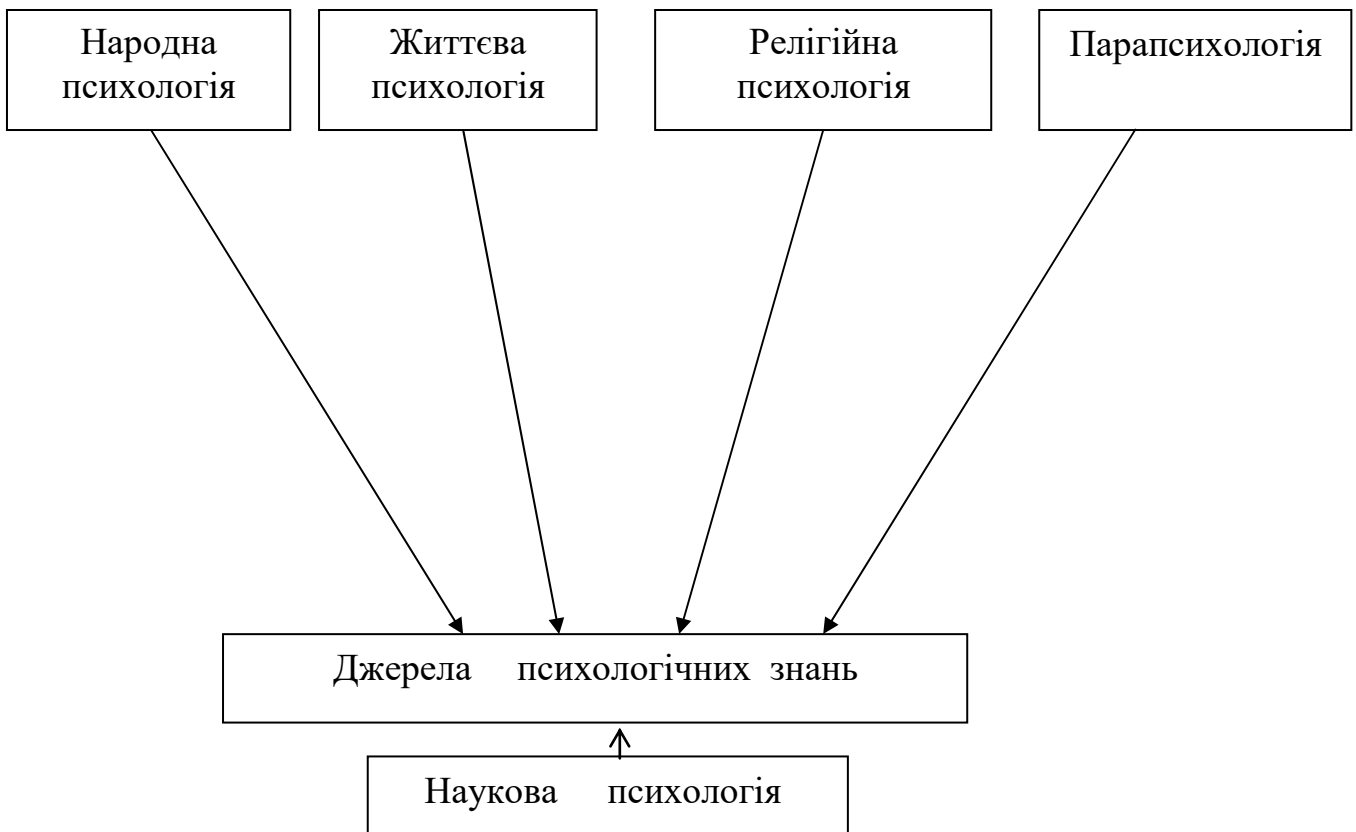 Народна
психологія
Життєва
психологія
Релігійна
психологія
Парапсихологія
Джерела психологічних знань
Наукова психологія